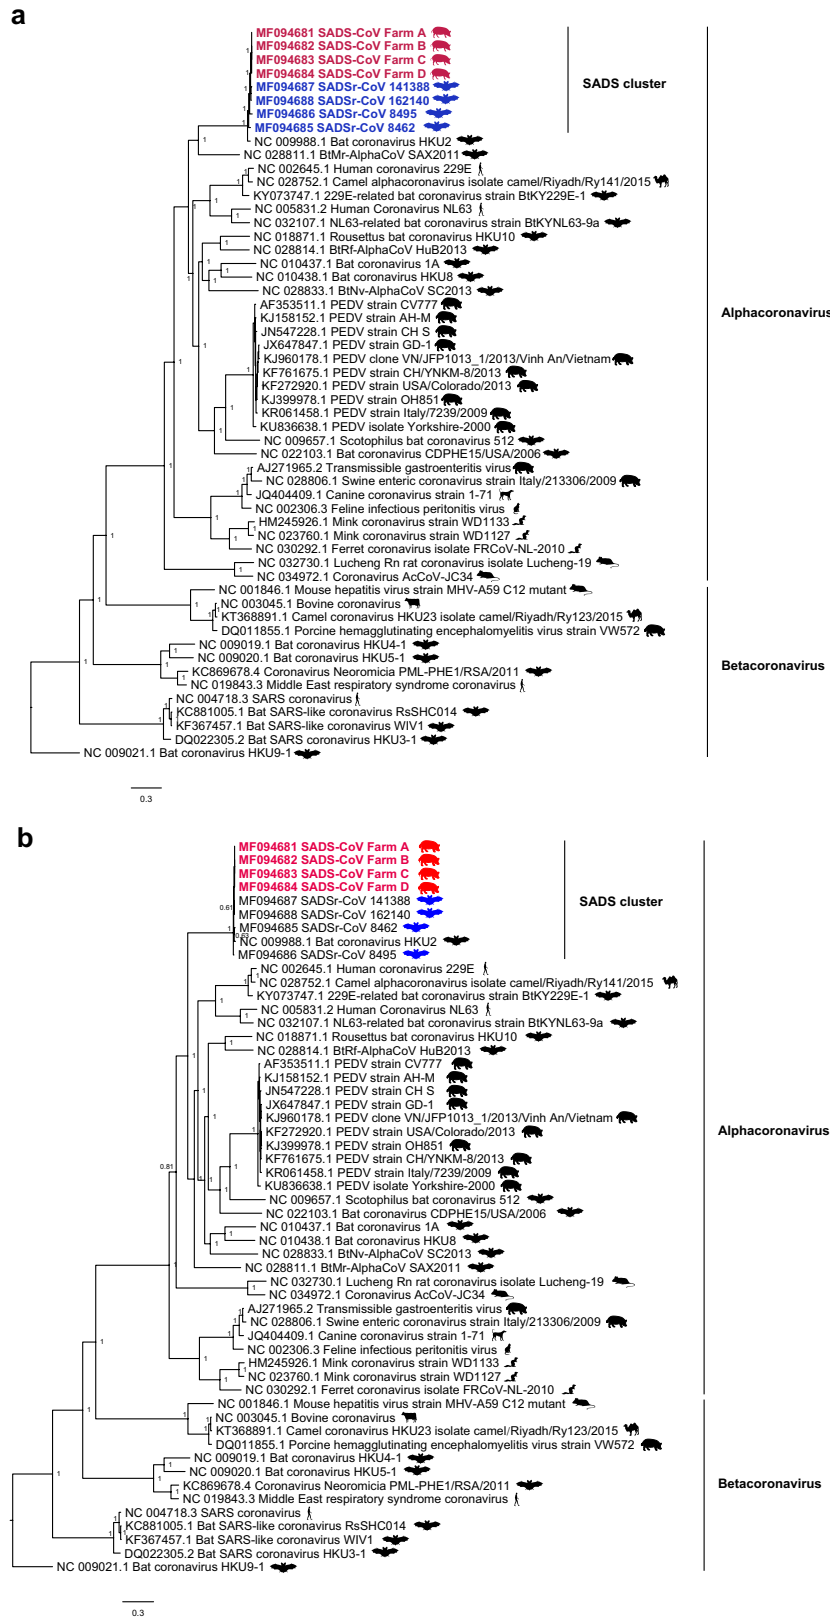 a
MF094681 SADS-CoV Farm A
MF094682 SADS-CoV Farm B
MF094683 SADS-CoV Farm C
MF094684 SADS-CoV Farm D
MF094687 SADSr-CoV 141388
MF094688 SADSr-CoV 162140
MF094686 SADSr-CoV 8495
MF094685 SADSr-CoV 8462
SADS cluster
NC 009988.1 Bat coronavirus HKU2
NC 028811.1 BtMr-AlphaCoV SAX2011
NC 002645.1 Human coronavirus 229E
NC 028752.1 Camel alphacoronavirus isolate camel/Riyadh/Ry141/2015
KY073747.1 229E-related bat coronavirus strain BtKY229E-1
NC 005831.2 Human Coronavirus NL63
NC 032107.1 NL63-related bat coronavirus strain BtKYNL63-9a
NC 018871.1 Rousettus bat coronavirus HKU10
NC 028814.1 BtRf-AlphaCoV HuB2013
NC 010437.1 Bat coronavirus 1A
NC 010438.1 Bat coronavirus HKU8
NC 028833.1 BtNv-AlphaCoV SC2013
AF353511.1 PEDV strain CV777
KJ158152.1 PEDV strain AH-M
JN547228.1 PEDV strain CH S
JX647847.1 PEDV strain GD-1
KJ960178.1 PEDV clone VN/JFP1013_1/2013/Vinh An/Vietnam
KF761675.1 PEDV strain CH/YNKM-8/2013
KF272920.1 PEDV strain USA/Colorado/2013
KJ399978.1 PEDV strain OH851
KR061458.1 PEDV strain Italy/7239/2009
KU836638.1 PEDV isolate Yorkshire-2000
NC 009657.1 Scotophilus bat coronavirus 512
NC 022103.1 Bat coronavirus CDPHE15/USA/2006
AJ271965.2 Transmissible gastroenteritis virus
NC 028806.1 Swine enteric coronavirus strain Italy/213306/2009
JQ404409.1 Canine coronavirus strain 1-71
NC 002306.3 Feline infectious peritonitis virus
HM245926.1 Mink coronavirus strain WD1133
NC 023760.1 Mink coronavirus strain WD1127
NC 030292.1 Ferret coronavirus isolate FRCoV-NL-2010
NC 032730.1 Lucheng Rn rat coronavirus isolate Lucheng-19
NC 034972.1 Coronavirus AcCoV-JC34
Alphacoronavirus
NC 001846.1 Mouse hepatitis virus strain MHV-A59 C12 mutant
NC 003045.1 Bovine coronavirus
KT368891.1 Camel coronavirus HKU23 isolate camel/Riyadh/Ry123/2015
DQ011855.1 Porcine hemagglutinating encephalomyelitis virus strain VW572
NC 009019.1 Bat coronavirus HKU4-1
NC 009020.1 Bat coronavirus HKU5-1
KC869678.4 Coronavirus Neoromicia PML-PHE1/RSA/2011
NC 019843.3 Middle East respiratory syndrome coronavirus
NC 004718.3 SARS coronavirus
KC881005.1 Bat SARS-like coronavirus RsSHC014
KF367457.1 Bat SARS-like coronavirus WIV1
DQ022305.2 Bat SARS coronavirus HKU3-1
NC 009021.1 Bat coronavirus HKU9-1
Betacoronavirus
0.3
b
MF094681 SADS-CoV Farm A
MF094682 SADS-CoV Farm B
MF094683 SADS-CoV Farm C
MF094684 SADS-CoV Farm D
MF094687 SADSr-CoV 141388
MF094688 SADSr-CoV 162140
MF094685 SADSr-CoV 8462
NC 009988.1 Bat coronavirus HKU2
MF094686 SADSr-CoV 8495
SADS cluster
0.61
0.63
NC 002645.1 Human coronavirus 229E
NC 028752.1 Camel alphacoronavirus isolate camel/Riyadh/Ry141/2015
KY073747.1 229E-related bat coronavirus strain BtKY229E-1
NC 005831.2 Human Coronavirus NL63
NC 032107.1 NL63-related bat coronavirus strain BtKYNL63-9a
NC 018871.1 Rousettus bat coronavirus HKU10
NC 028814.1 BtRf-AlphaCoV HuB2013
AF353511.1 PEDV strain CV777
KJ158152.1 PEDV strain AH-M
JN547228.1 PEDV strain CH S
JX647847.1 PEDV strain GD-1
KJ960178.1 PEDV clone VN/JFP1013_1/2013/Vinh An/Vietnam
KF272920.1 PEDV strain USA/Colorado/2013
KJ399978.1 PEDV strain OH851
KF761675.1 PEDV strain CH/YNKM-8/2013
KR061458.1 PEDV strain Italy/7239/2009
KU836638.1 PEDV isolate Yorkshire-2000
NC 009657.1 Scotophilus bat coronavirus 512
NC 022103.1 Bat coronavirus CDPHE15/USA/2006
NC 010437.1 Bat coronavirus 1A
NC 010438.1 Bat coronavirus HKU8
NC 028833.1 BtNv-AlphaCoV SC2013
NC 028811.1 BtMr-AlphaCoV SAX2011
NC 032730.1 Lucheng Rn rat coronavirus isolate Lucheng-19
NC 034972.1 Coronavirus AcCoV-JC34
AJ271965.2 Transmissible gastroenteritis virus
NC 028806.1 Swine enteric coronavirus strain Italy/213306/2009
JQ404409.1 Canine coronavirus strain 1-71
NC 002306.3 Feline infectious peritonitis virus
HM245926.1 Mink coronavirus strain WD1133
NC 023760.1 Mink coronavirus strain WD1127
NC 030292.1 Ferret coronavirus isolate FRCoV-NL-2010
0.81
Alphacoronavirus
NC 001846.1 Mouse hepatitis virus strain MHV-A59 C12 mutant
NC 003045.1 Bovine coronavirus
KT368891.1 Camel coronavirus HKU23 isolate camel/Riyadh/Ry123/2015
DQ011855.1 Porcine hemagglutinating encephalomyelitis virus strain VW572
NC 009019.1 Bat coronavirus HKU4-1
NC 009020.1 Bat coronavirus HKU5-1
KC869678.4 Coronavirus Neoromicia PML-PHE1/RSA/2011
NC 019843.3 Middle East respiratory syndrome coronavirus
NC 004718.3 SARS coronavirus
KC881005.1 Bat SARS-like coronavirus RsSHC014
KF367457.1 Bat SARS-like coronavirus WIV1
DQ022305.2 Bat SARS coronavirus HKU3-1
NC 009021.1 Bat coronavirus HKU9-1
Betacoronavirus
0.3